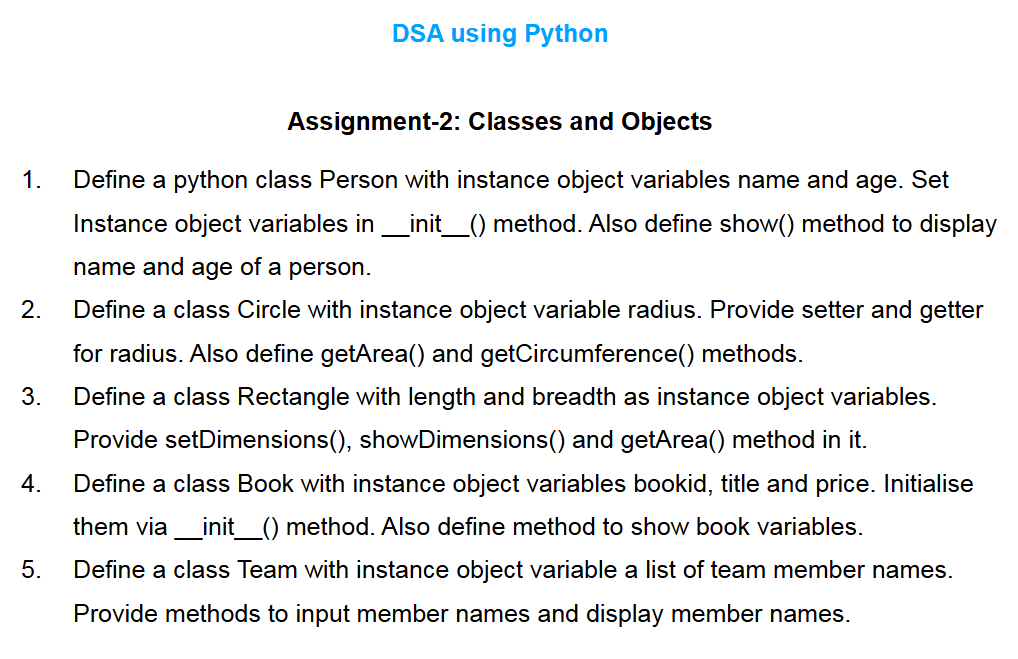 DSA using Python
Assignment-2: Classes and Objects
1. Define a python class Person with instance object variables name and age. Set
Instance object variables in __init__() method. Also define show() method to display
name and age of a person.
2. Define a class Circle with instance object variable radius. Provide setter and getter
for radius. Also define getArea() and getCircumference() methods.
3. Define a class Rectangle with length and breadth as instance object variables.
Provide setDimensions(), showDimensions() and getArea() method in it.
4. Define a class Book with instance object variables bookid, title and price. Initialise
them via __init__() method. Also define method to show book variables.
5. Define a class Team with instance object variable a list of team member names.
Provide methods to input member names and display member names.